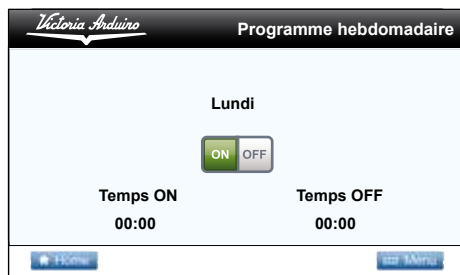 Victoria Arduino
Programme hebdomadaire
Lundi
ON OFF
Temps ON Temps OFF
00:00 00:00
Home Menu